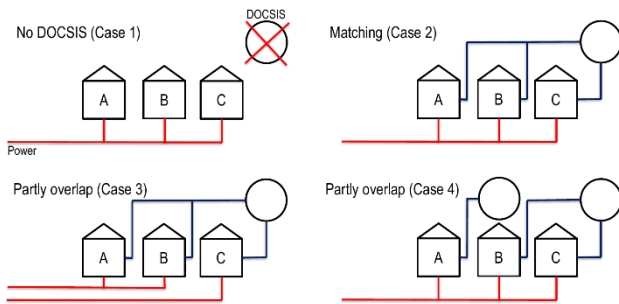 No DOCSIS (Case 1)
DOCSIS
A B C
Power
Matching (Case 2)
A B C
Partly overlap (Case 3)
A B C
Partly overlap (Case 4)
A B C